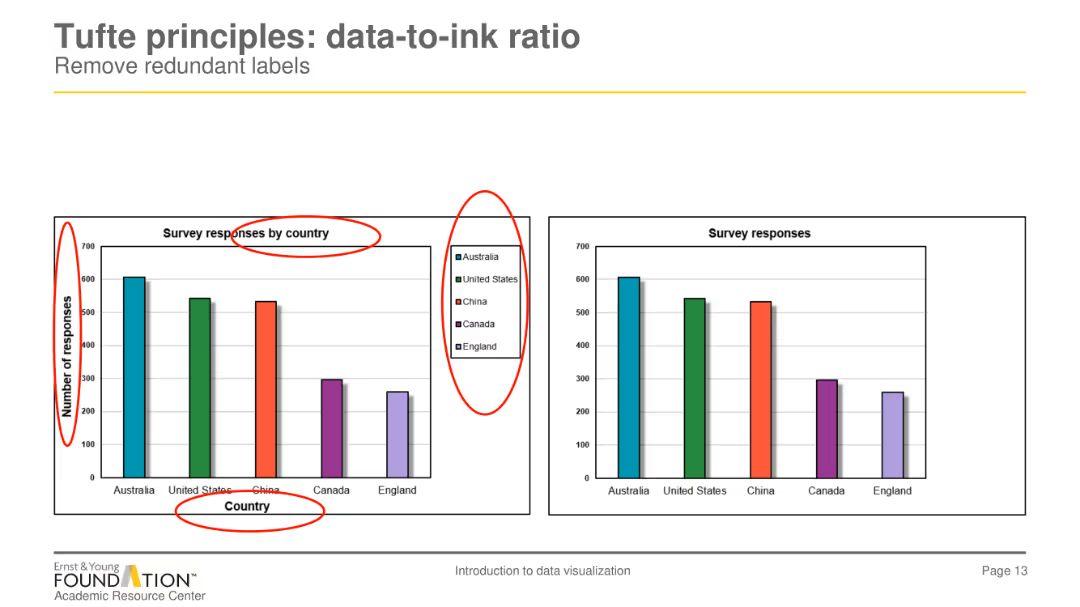 Tufte principles: data-to-ink ratio
Remove redundant labels
Survey responses by country
Number of responses
700
600
500
400
300
200
100
0
Australia United States China Canada England
Country
Australia
United States
China
Canada
England
Survey responses
700
600
500
400
300
200
100
0
Australia United States China Canada England
Ernst & Young
FOUNDATION™
Academic Resource Center
Introduction to data visualization
Page 13